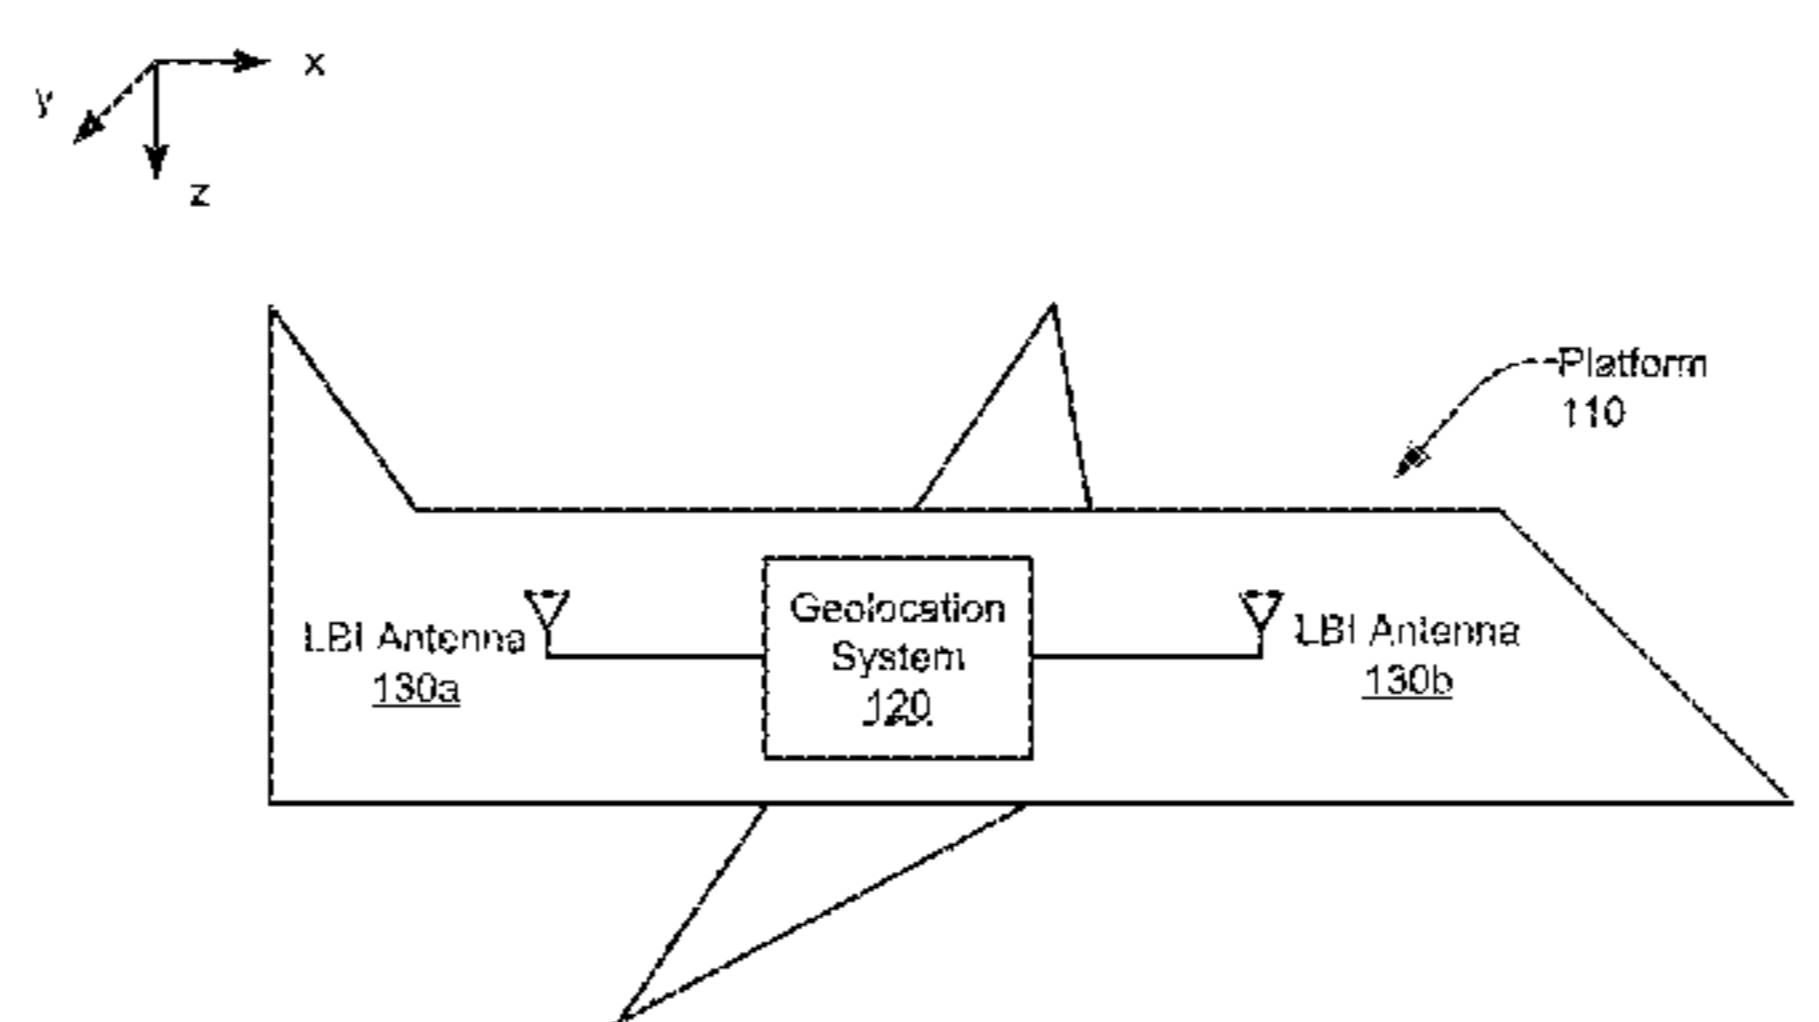 x
y
z
Platform
110
Geolocation
System
120
LBI Antenna
130a
LBI Antenna
130b